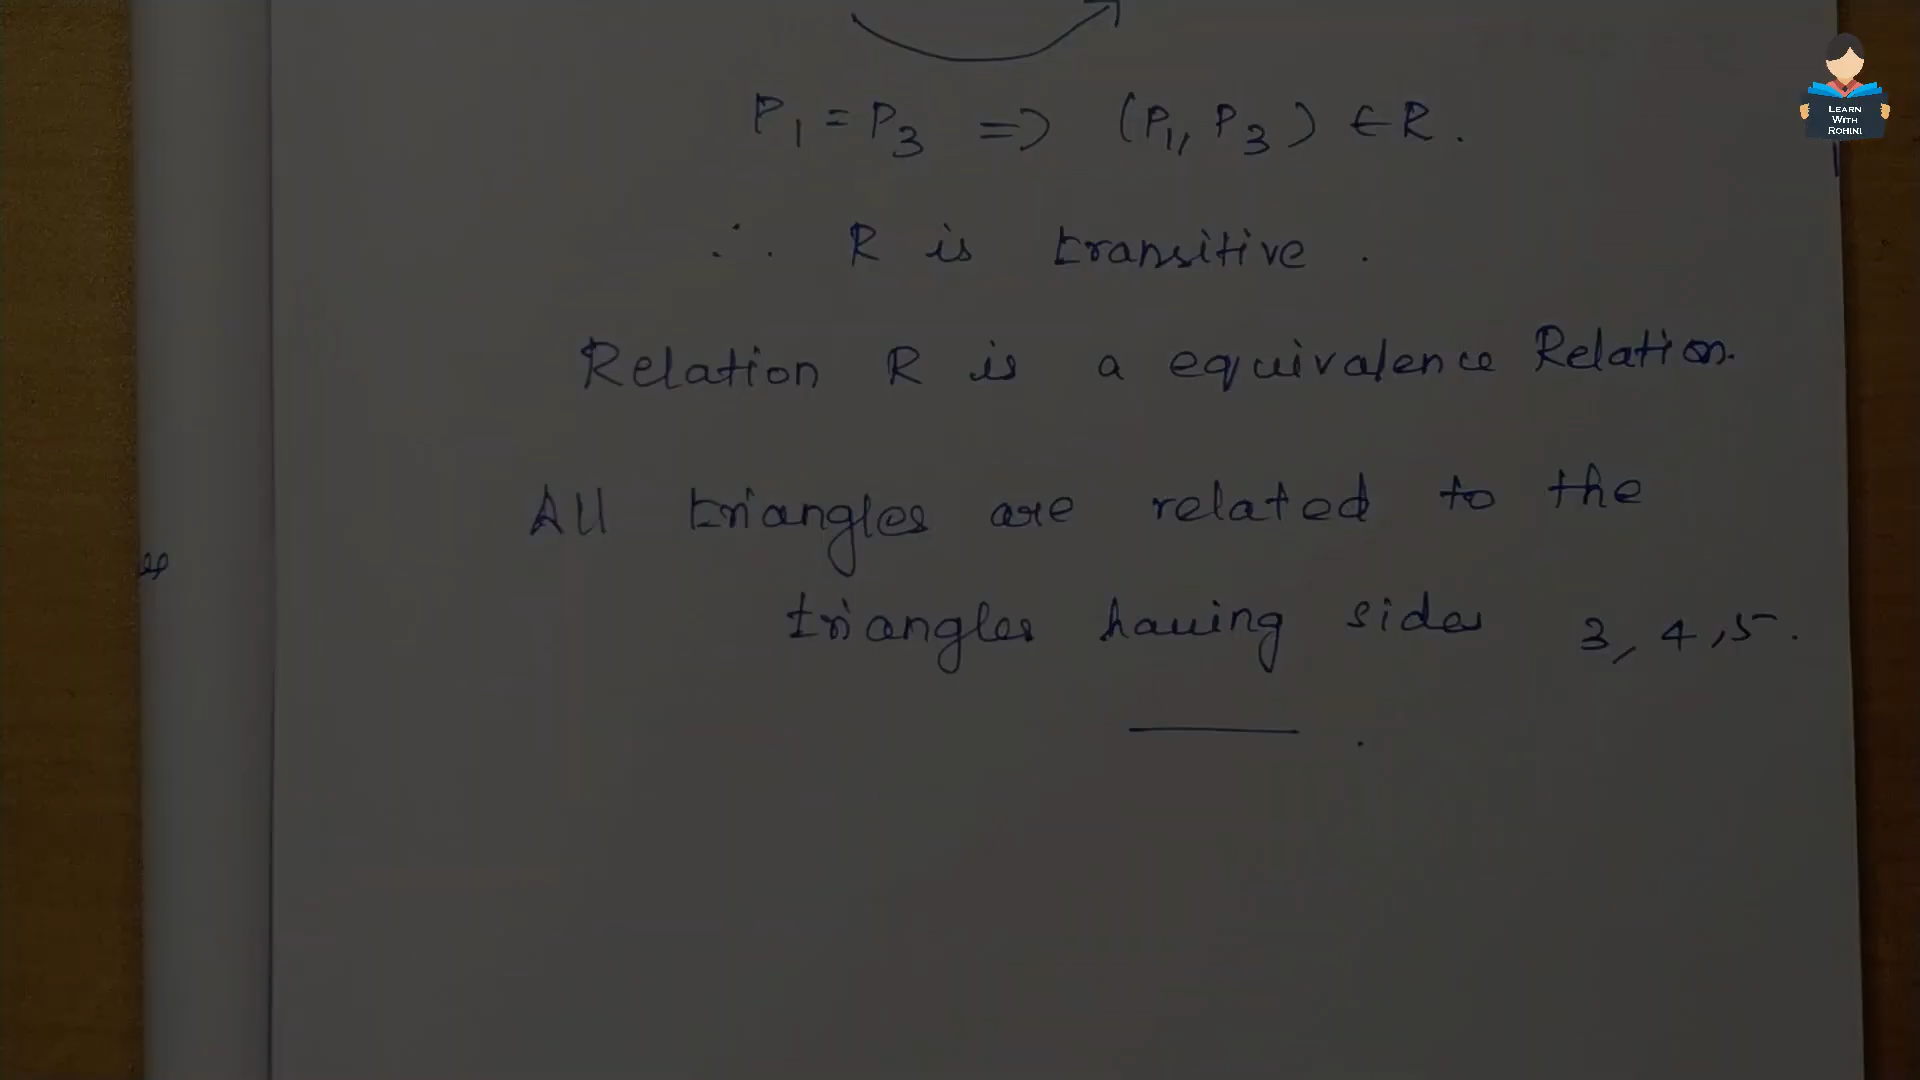 P₁ = P₃ => (P₁, P₃) ∈ R.
∴ R is transitive.
Relation R is a equivalence Relation.
All triangles are related to the
triangles having sides 3, 4, 5.
LEARN
WITH
ROHINI